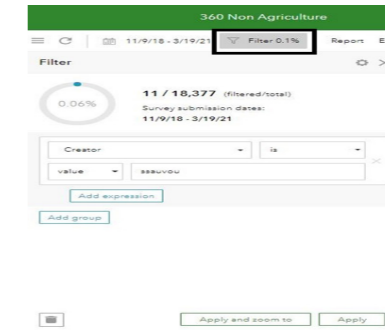 360 Non Agriculture
11/9/18 - 3/19/21 Filter 0.1% Report E
Filter
0.06%
11 / 18,377 (filtered/total)
Survey submission dates:
11/9/18 - 3/19/21
Creator is
value ssauvou
Add expression
Add group
Apply and zoom to Apply